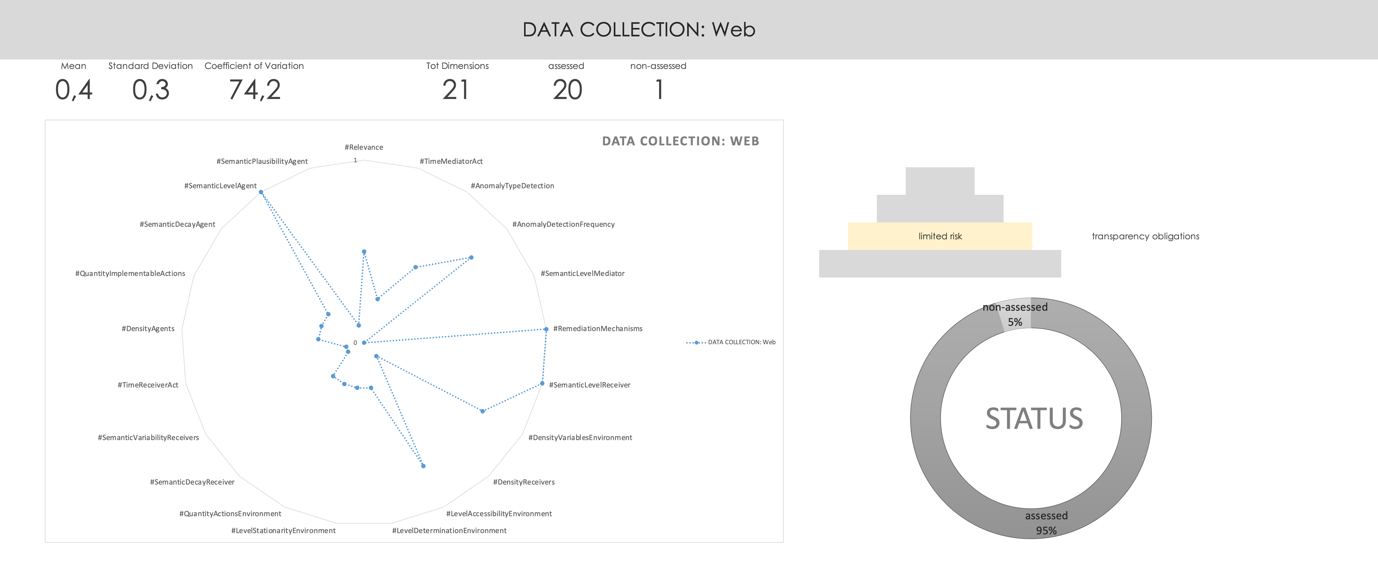 DATA COLLECTION: Web
Mean Standard Deviation Coefficient of Variation Tot Dimensions assessed non-assessed
0,4 0,3 74,2 21 20 1
DATA COLLECTION: WEB
#Relevance
1
#SemanticPlausibilityAgent #TimeMediatorAct
#SemanticLevelAgent #AnomalyTypeDetection
#SemanticDecayAgent #AnomalyDetectionFrequency
#QuantityImplementableActions #SemanticLevelMediator
#DensityAgents #RemediationMechanisms
0
DATA COLLECTION: Web
#TimeReceiverAct #SemanticLevelReceiver
#SemanticVariabilityReceivers #DensityVariablesEnvironment
#SemanticDecayReceiver #DensityReceivers
#QuantityActionsEnvironment #LevelAccessibilityEnvironment
#LevelStationarityEnvironment #LevelDeterminationEnvironment
limited risk transparency obligations
non-assessed
5%
STATUS
assessed
95%